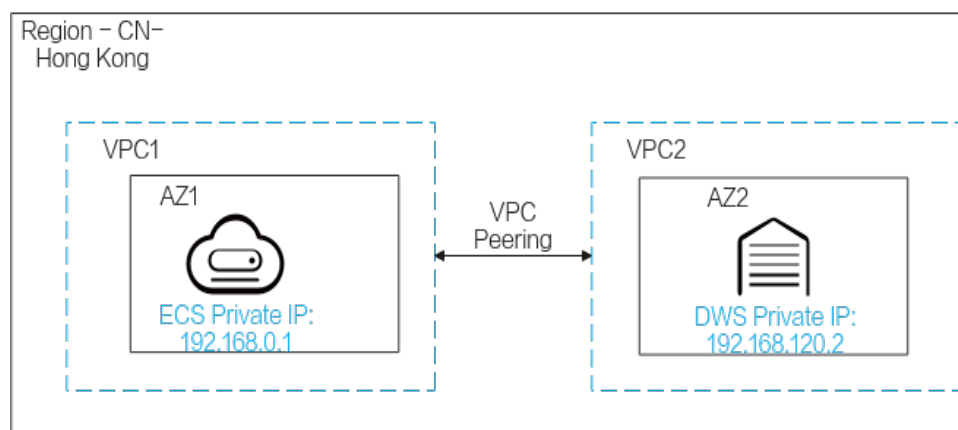 Region - CN-
Hong Kong
VPC1
AZ1
ECS Private IP:
192.168.0.1
VPC
Peering
VPC2
AZ2
DWS Private IP:
192.168.120.2